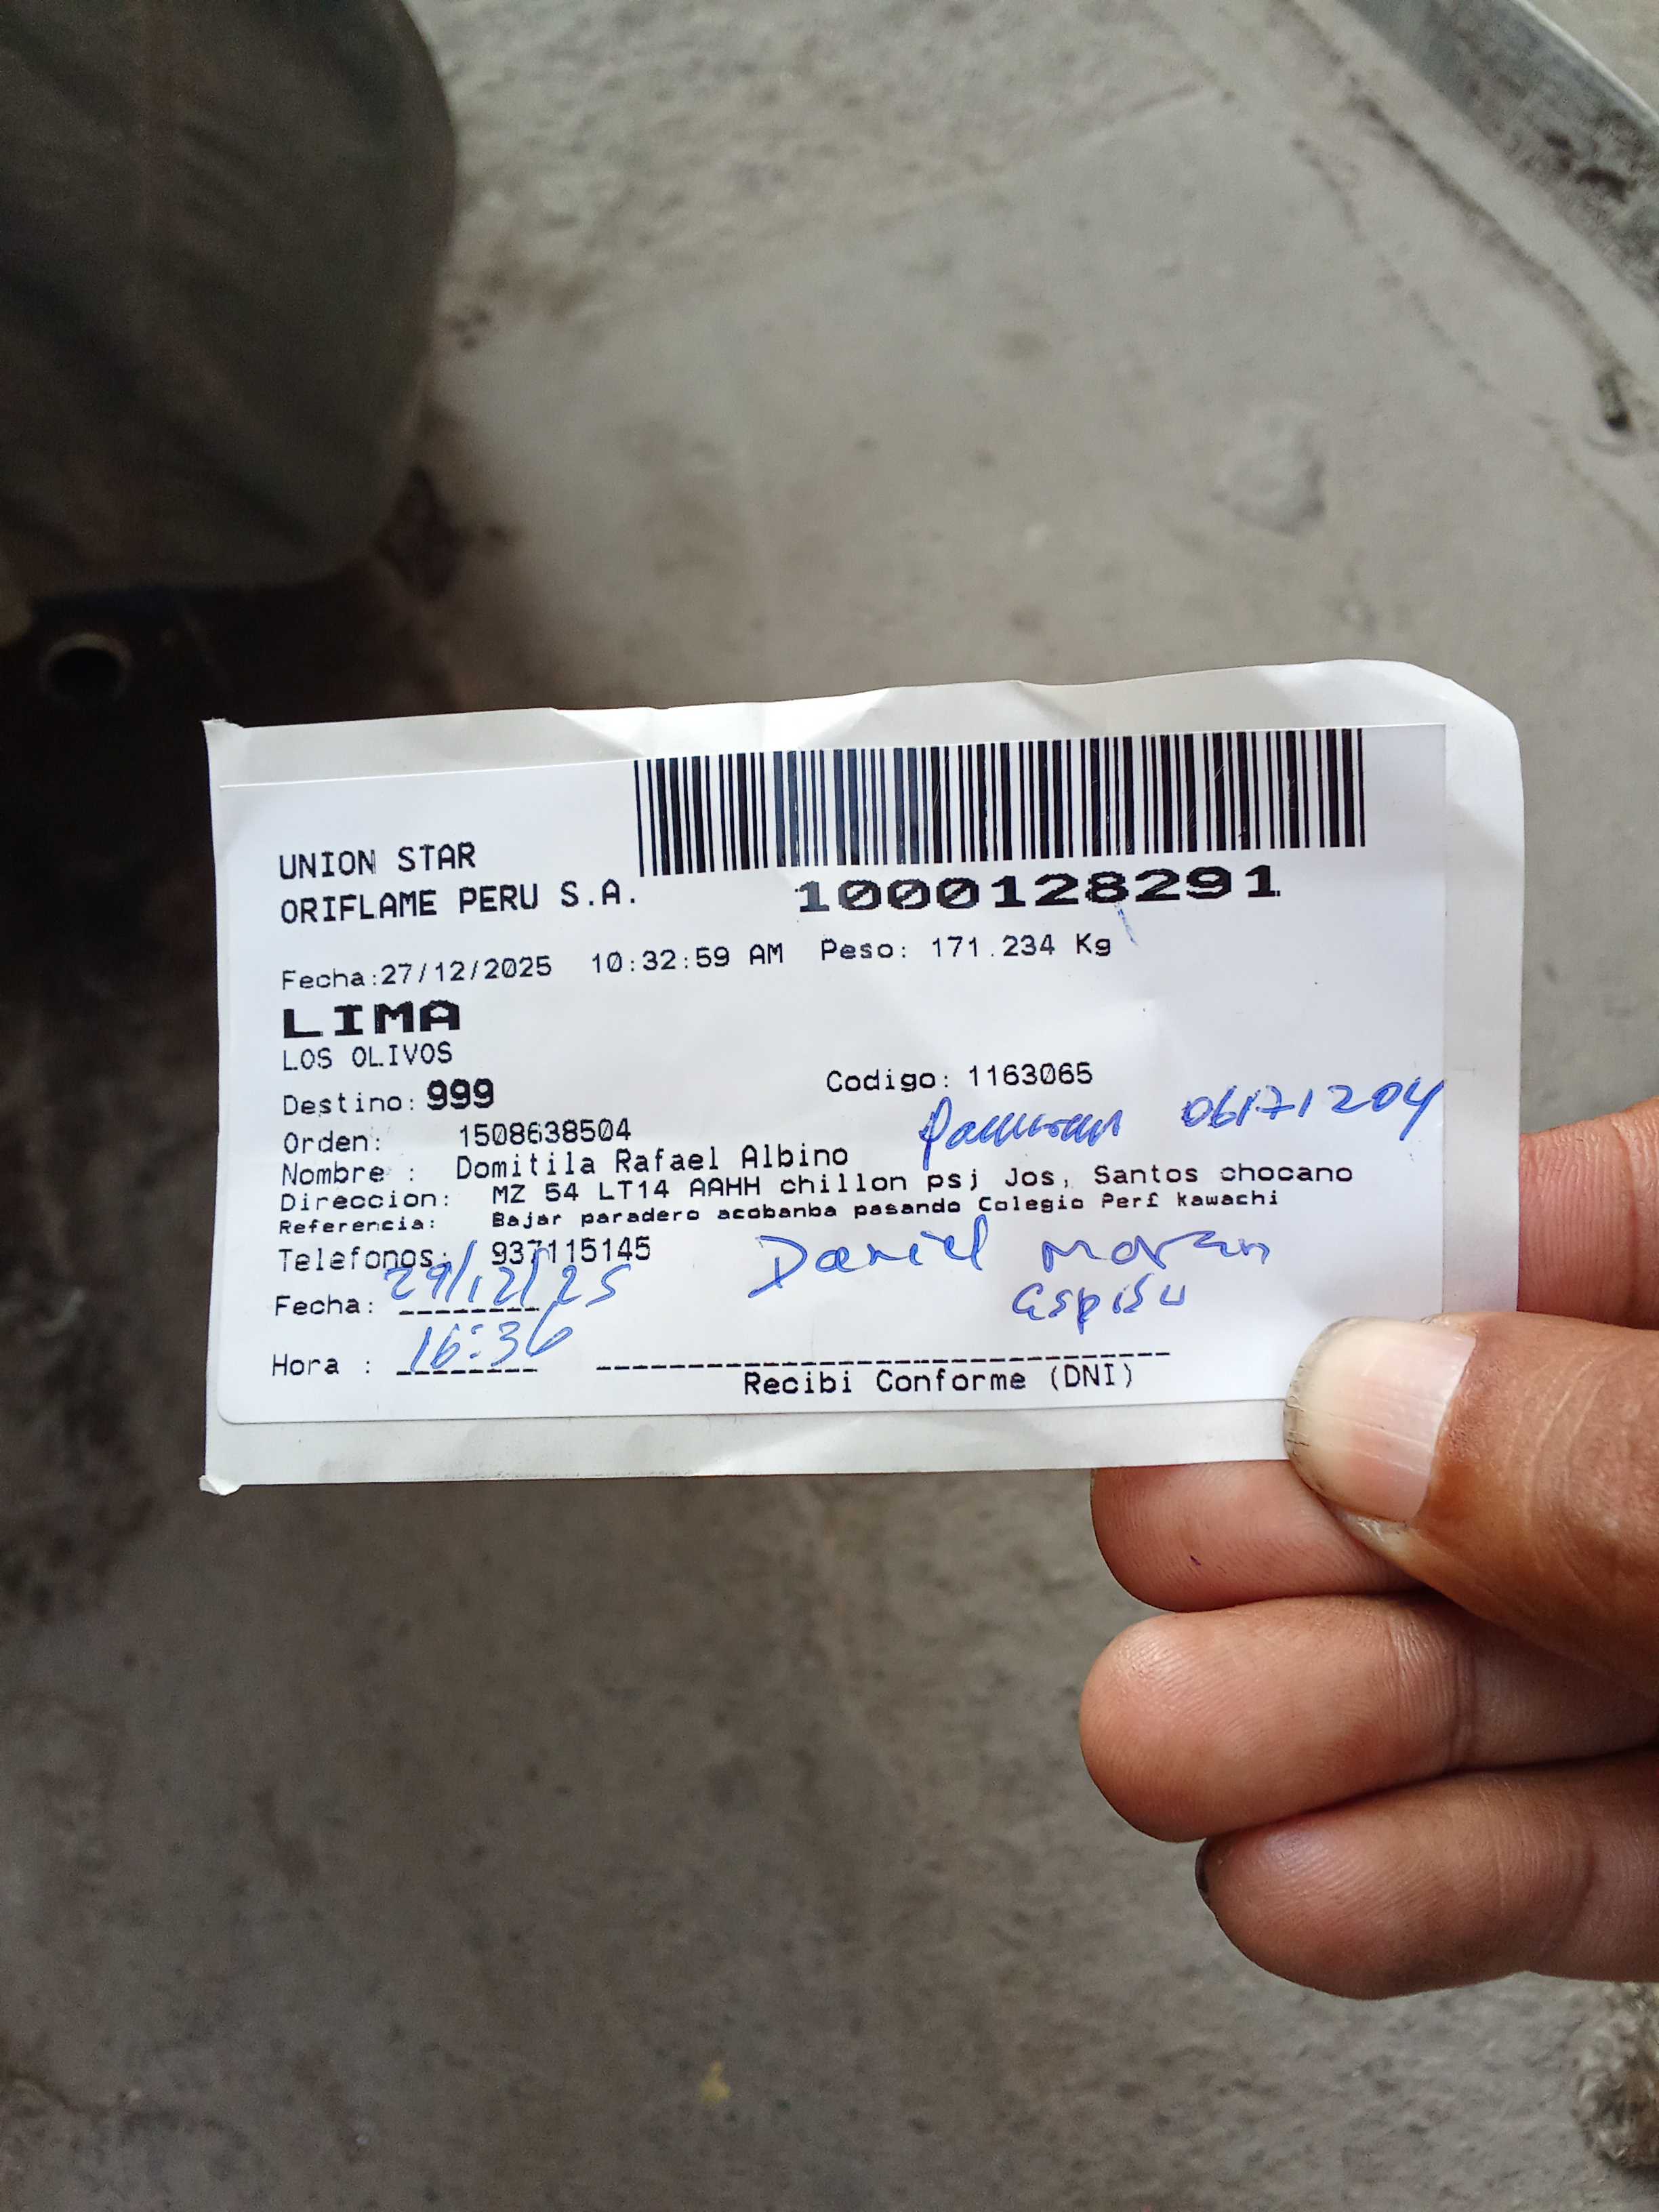 UNION STAR
ORIFLAME PERU S.A.
1000128291
Fecha:27/12/2025 10:32:59 AM Peso: 171.234 Kg
LIMA
LOS OLIVOS
Destino: 999
Codigo: 1163065
Orden: 1508638504
06171204
Nombre : Domitila Rafael Albino
Direccion: MZ 54 LT14 AAHH chillon psj Jos, Santos chocano
Referencia: Bajar paradero acobanba pasando Colegio Perf kawachi
Telefonos: 937115145
Daniel Moran
Fecha: 29/12/25
Hora : 16:36
Recibi Conforme (DNI)